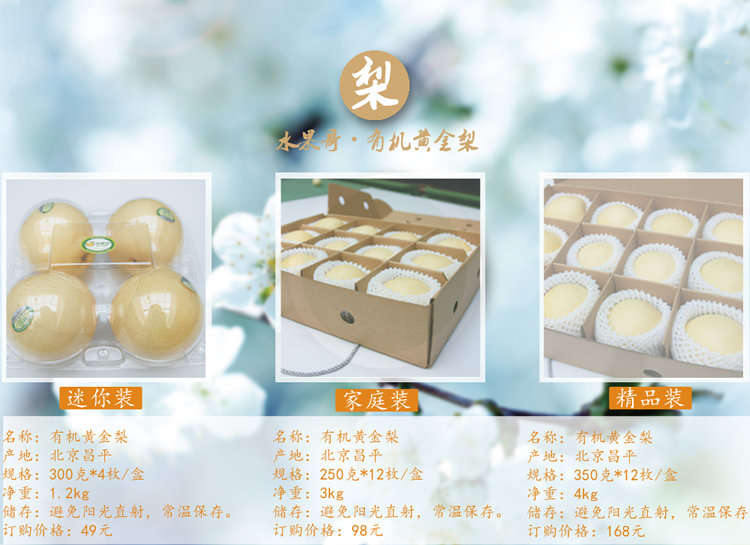 梨
水果哥·有机黄金梨
迷你装
家庭装
精品装
名称：有机黄金梨
产地：北京昌平
规格：300克*4枚/盒
净重：1.2kg
储存：避免阳光直射，常温保存。
订购价格：49元
名称：有机黄金梨
产地：北京昌平
规格：250克*12枚/盒
净重：3kg
储存：避免阳光直射，常温保存。
订购价格：98元
名称：有机黄金梨
产地：北京昌平
规格：350克*12枚/盒
净重：4kg
储存：避免阳光直射，常温保存。
订购价格：168元